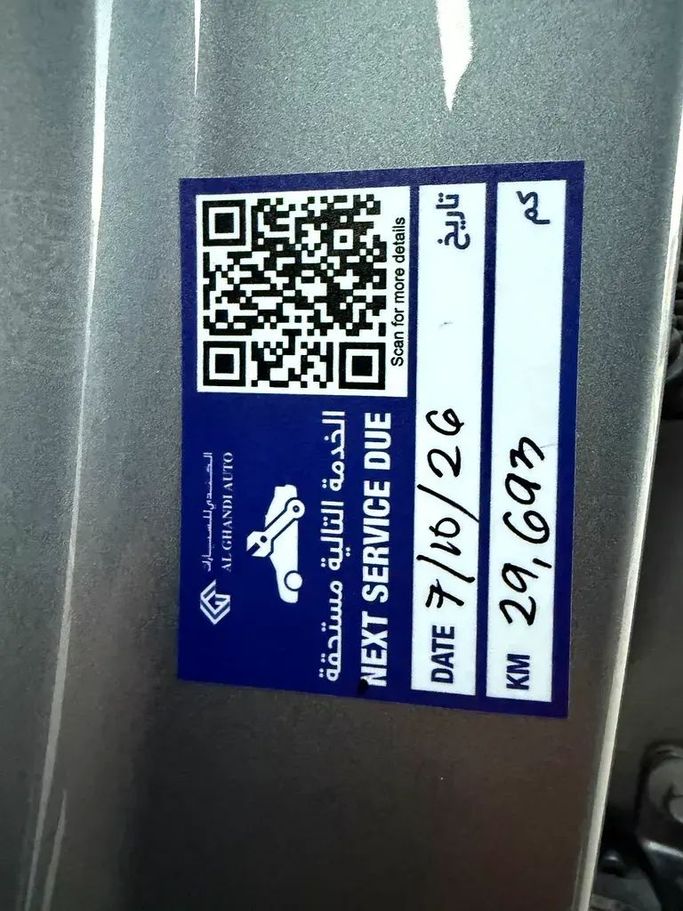 الغندي للسيارات
AL GHANDI AUTO
Scan for more details
الخدمة التالية مستحقة
NEXT SERVICE DUE
DATE 7/10/26 تاريخ
KM 29,693 كم